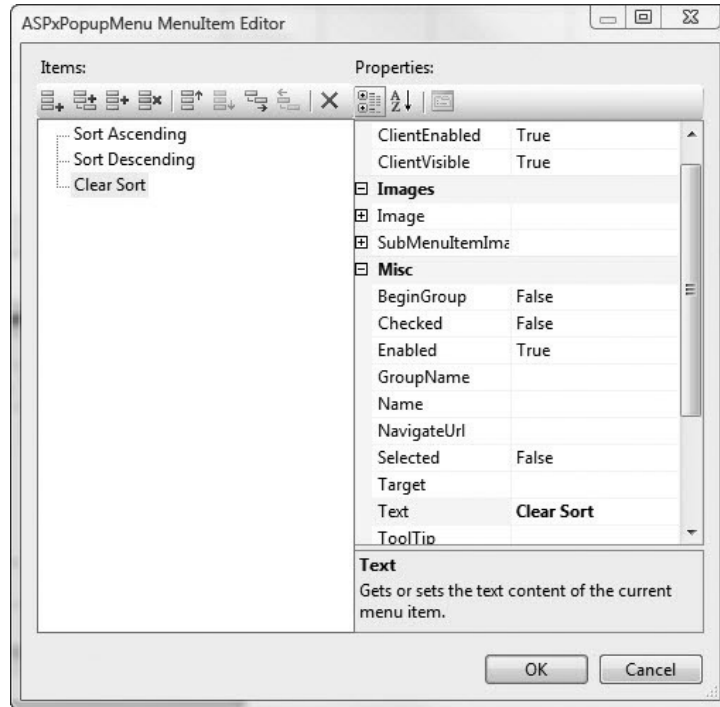 ASPxPopupMenu MenuItem Editor
Items:
Sort Ascending
Sort Descending
Clear Sort
Properties:
ClientEnabled True
ClientVisible True
Images
Image
SubMenuItemIma
Misc
BeginGroup False
Checked False
Enabled True
GroupName
Name
NavigateUrl
Selected False
Target
Text Clear Sort
ToolTip
Text
Gets or sets the text content of the current
menu item.
OK Cancel